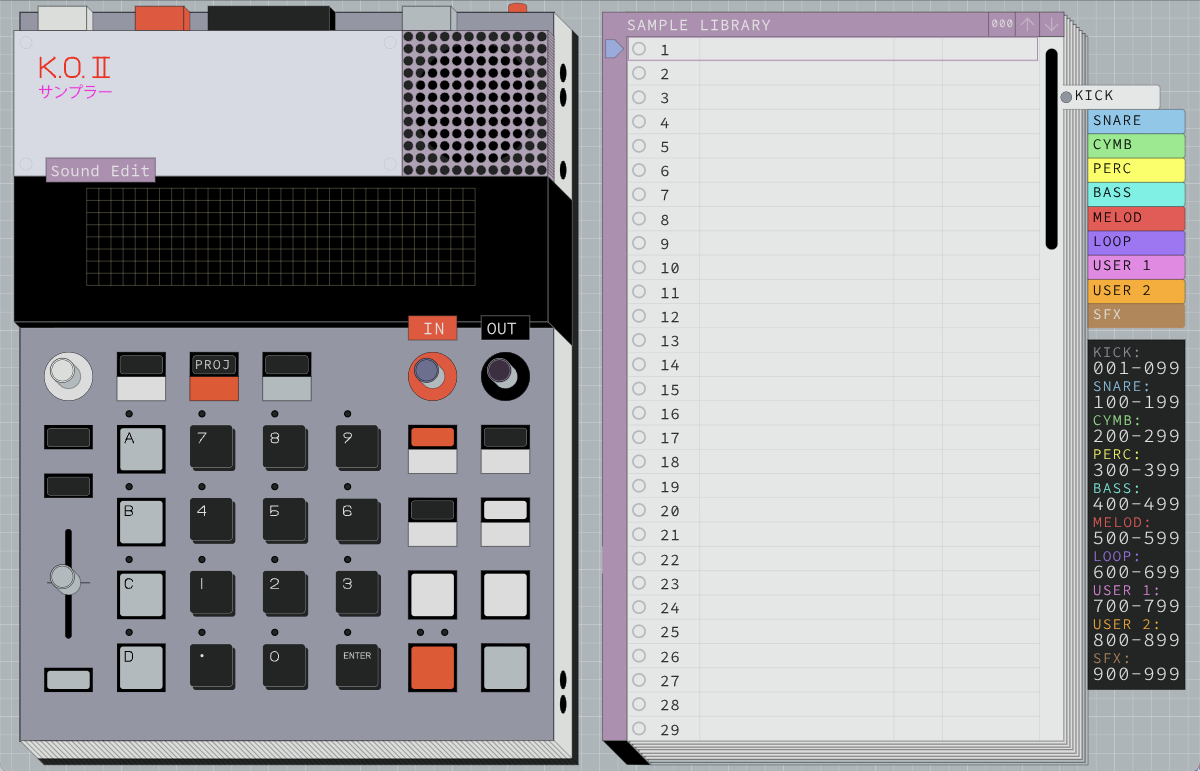 K.O. II
サンプラー
Sound Edit
IN
OUT
PROJ
A
7
8
9
B
4
5
6
C
1
2
3
D
.
0
ENTER
SAMPLE LIBRARY
000
1
2
3
4
5
6
7
8
9
10
11
12
13
14
15
16
17
18
19
20
21
22
23
24
25
26
27
28
29
KICK
SNARE
CYMB
PERC
BASS
MELOD
LOOP
USER 1
USER 2
SFX
KICK:
001-099
SNARE:
100-199
CYMB:
200-299
PERC:
300-399
BASS:
400-499
MELOD:
500-599
LOOP:
600-699
USER 1:
700-799
USER 2:
800-899
SFX:
900-999